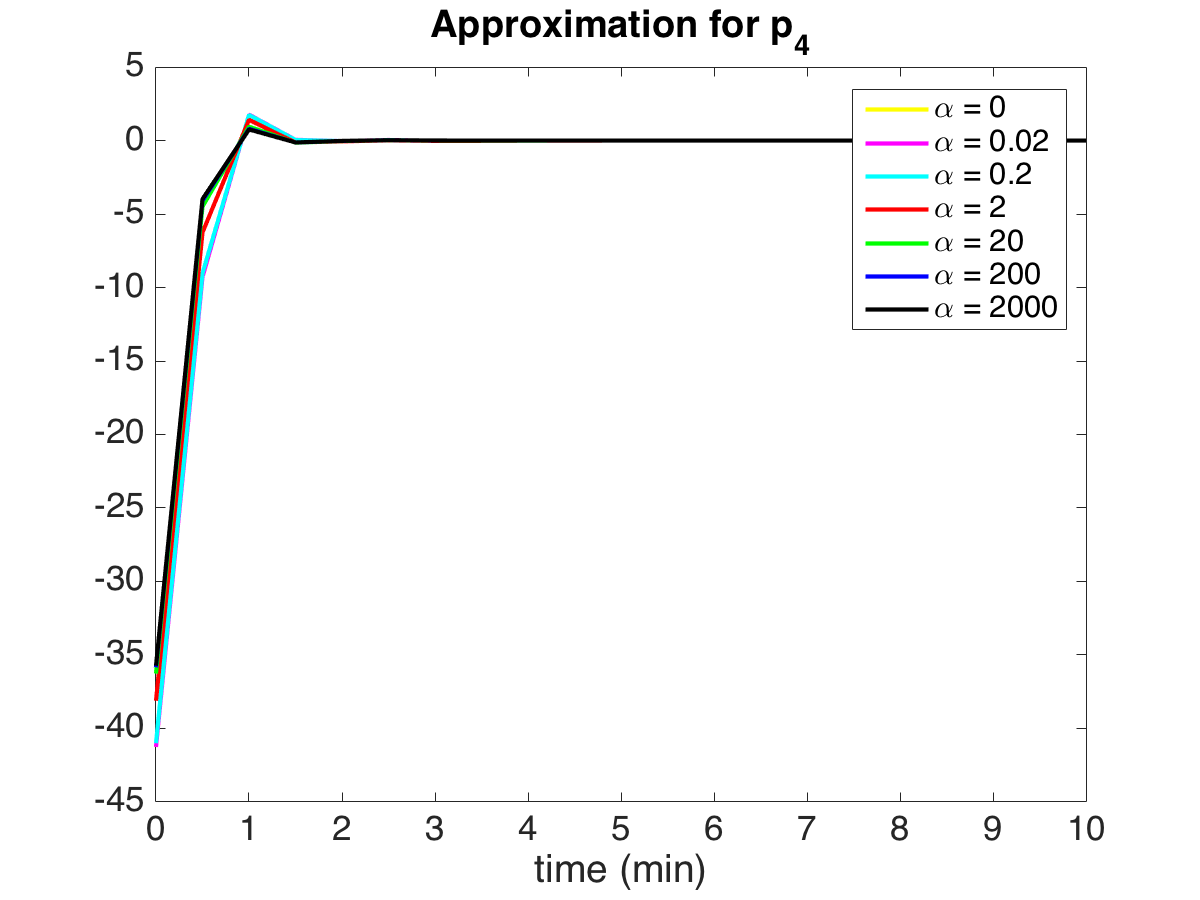 Approximation for p₄
5
0
-5
-10
-15
-20
-25
-30
-35
-40
-45
0 1 2 3 4 5 6 7 8 9 10
time (min)
α = 0
α = 0.02
α = 0.2
α = 2
α = 20
α = 200
α = 2000